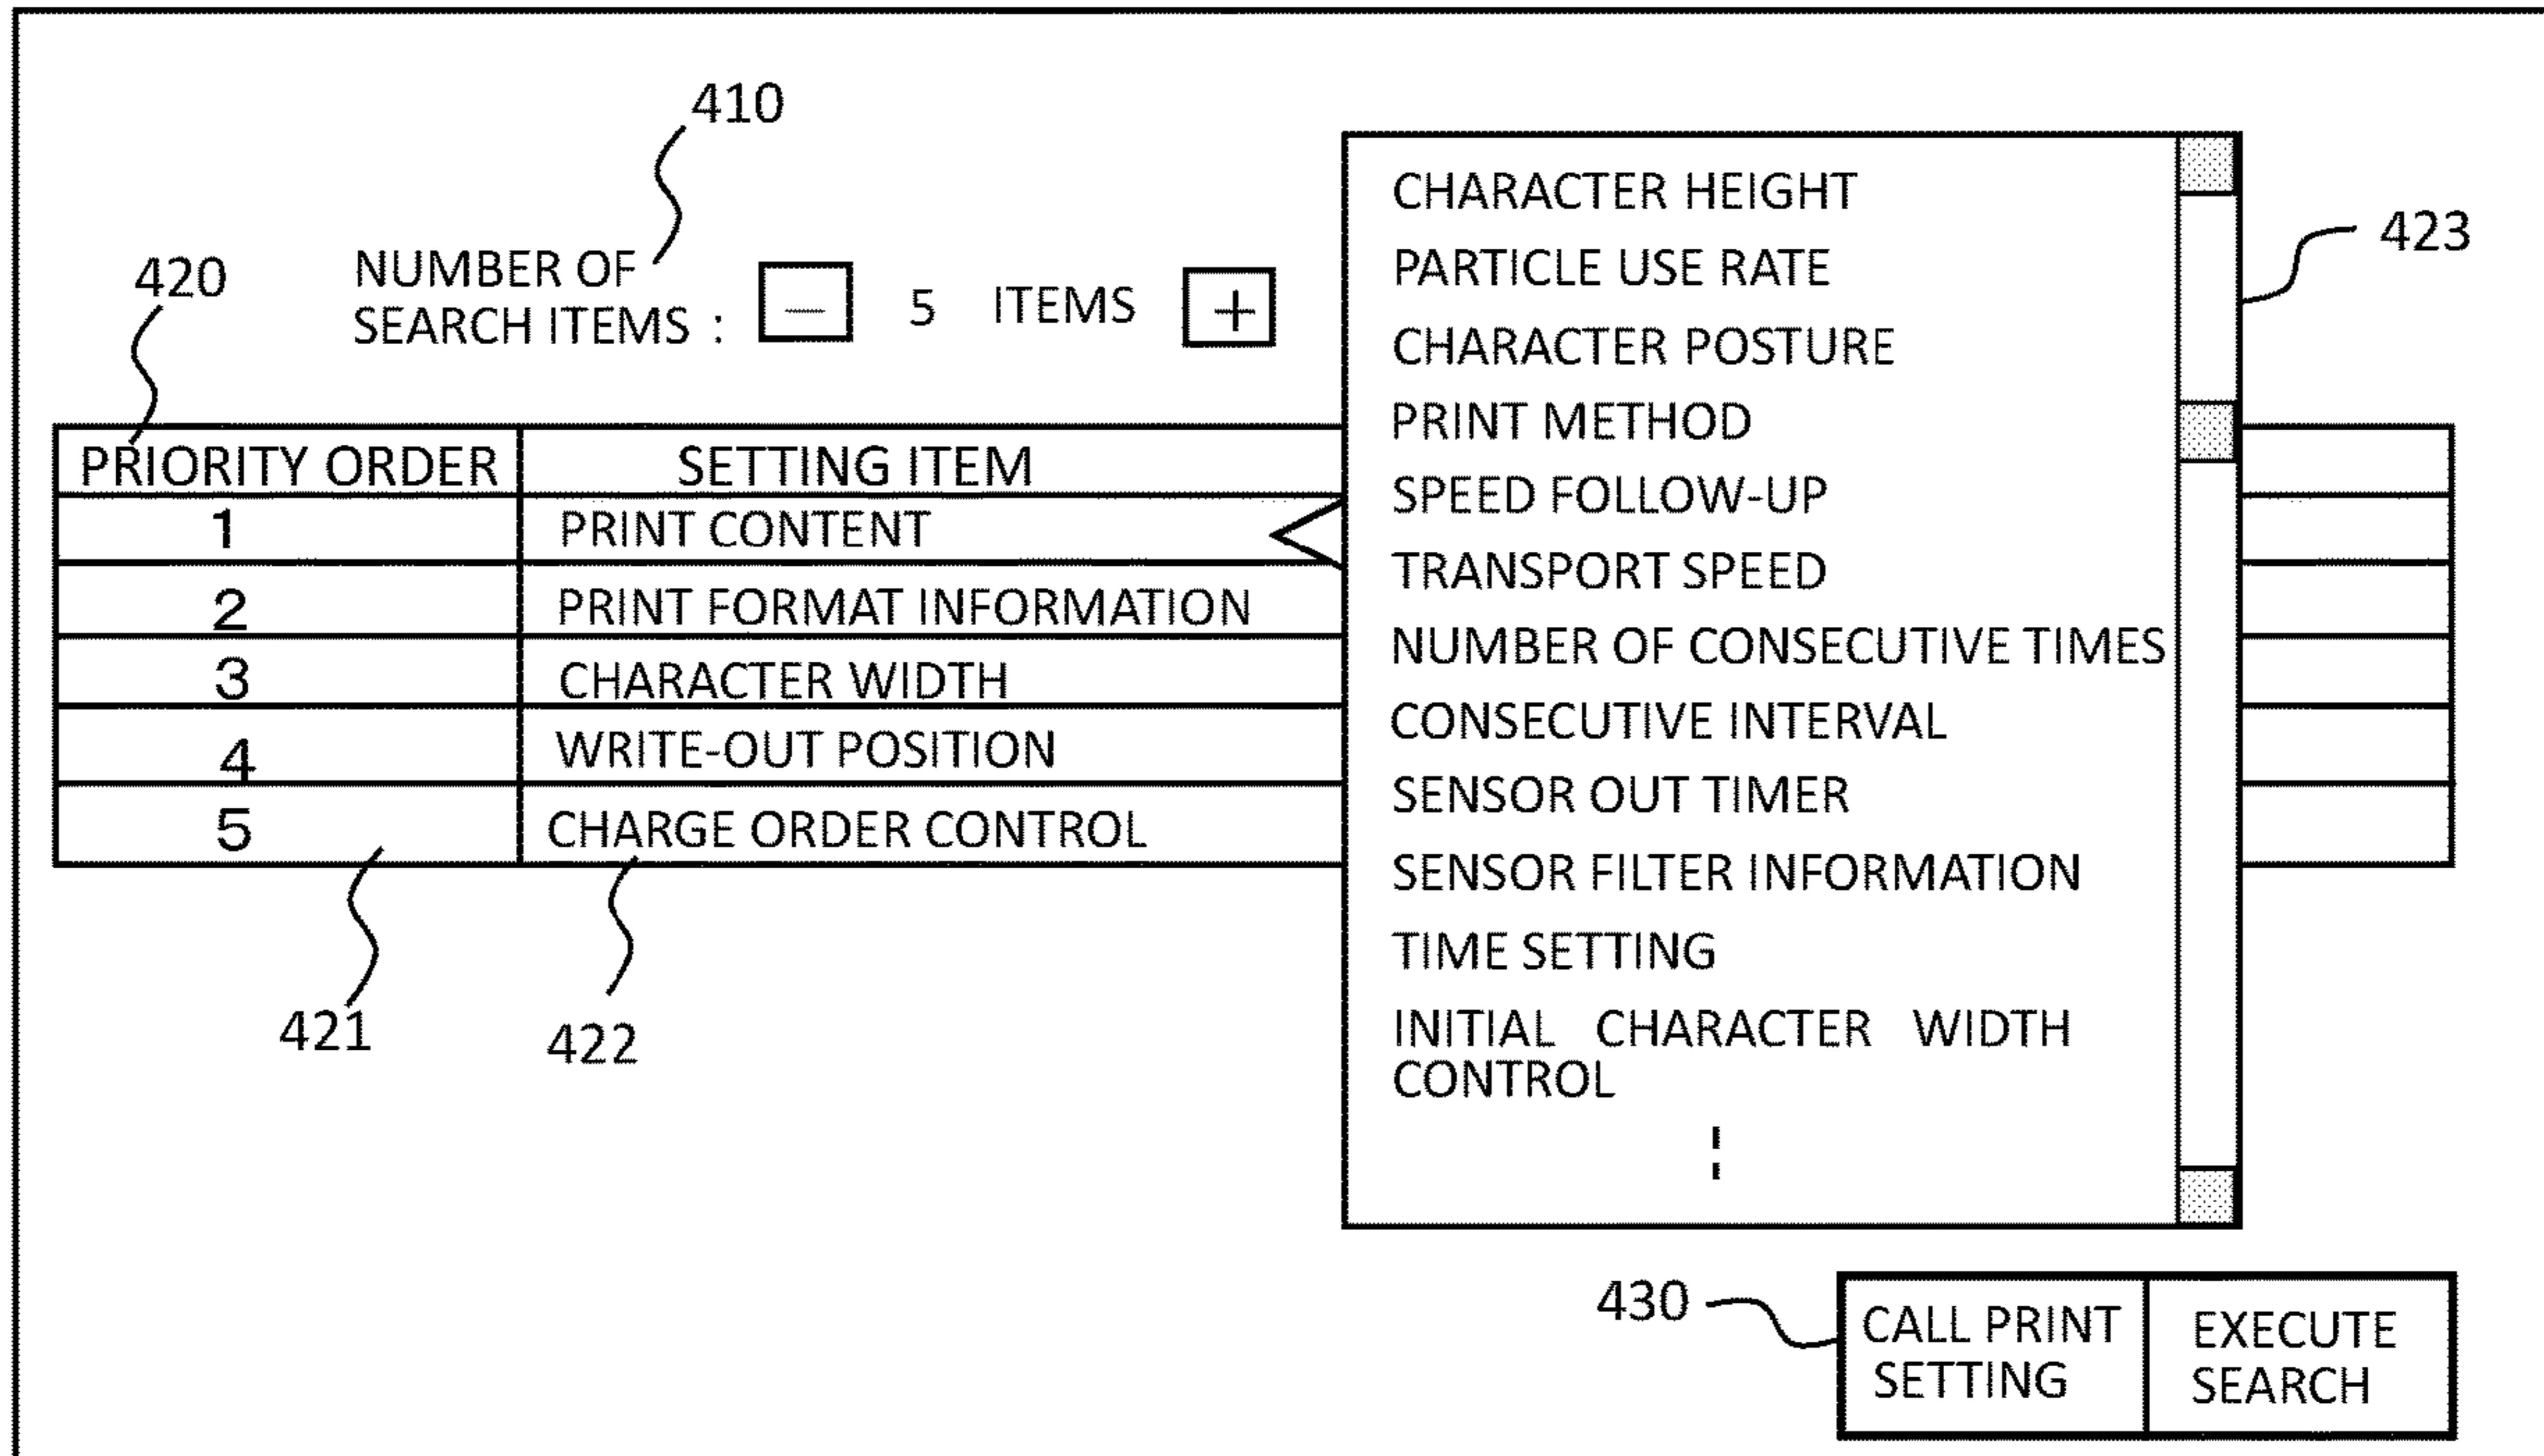 410
420
NUMBER OF
SEARCH ITEMS : − 5 ITEMS +
PRIORITY ORDER SETTING ITEM
1 PRINT CONTENT
2 PRINT FORMAT INFORMATION
3 CHARACTER WIDTH
4 WRITE-OUT POSITION
5 CHARGE ORDER CONTROL
421
422
CHARACTER HEIGHT
PARTICLE USE RATE
CHARACTER POSTURE
PRINT METHOD
SPEED FOLLOW-UP
TRANSPORT SPEED
NUMBER OF CONSECUTIVE TIMES
CONSECUTIVE INTERVAL
SENSOR OUT TIMER
SENSOR FILTER INFORMATION
TIME SETTING
INITIAL CHARACTER WIDTH
CONTROL
423
430
CALL PRINT
SETTING
EXECUTE
SEARCH